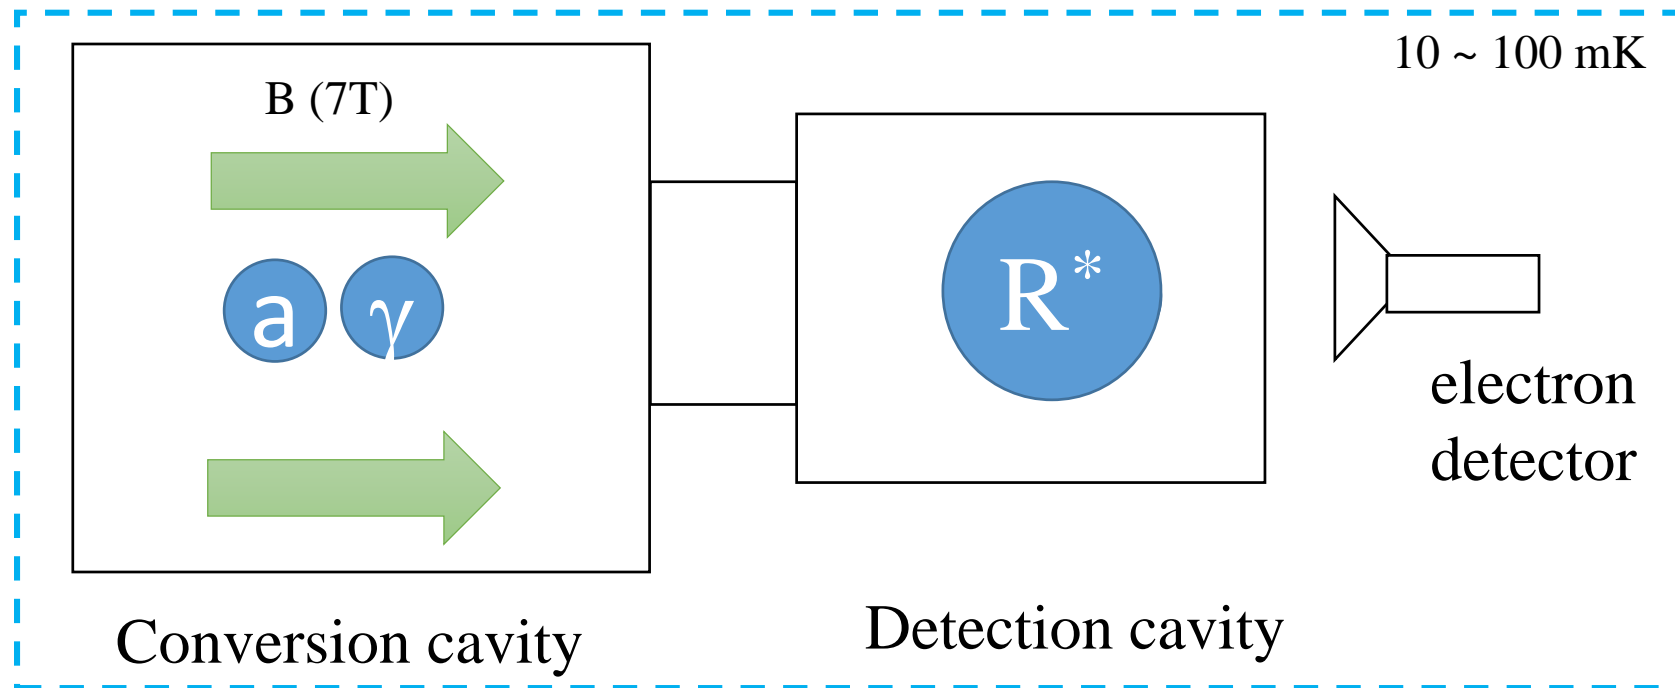 10 ~ 100 mK
B (7T)
a
γ
R*
electron
detector
Conversion cavity
Detection cavity